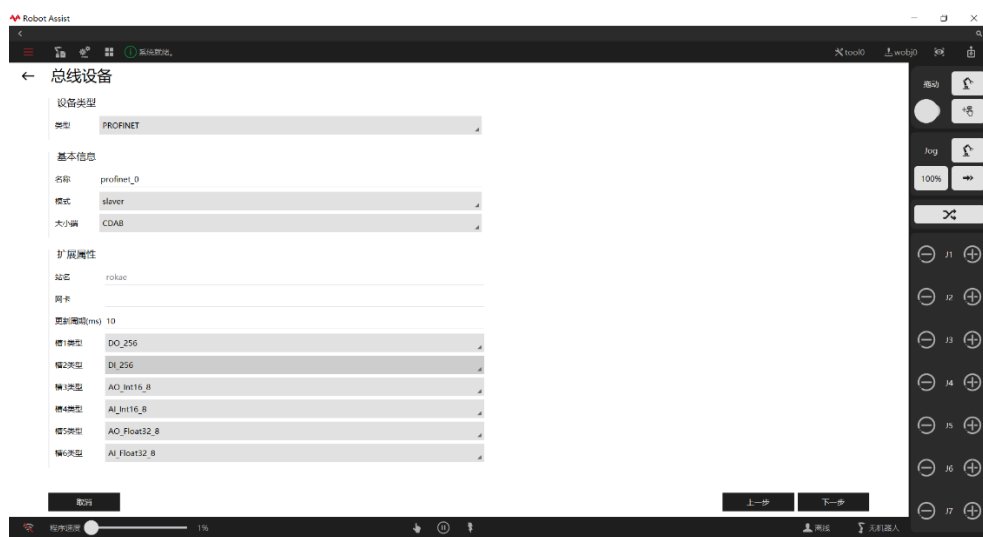 Robot Assist
系统就绪。
tool0
wobj0
总线设备
设备类型
类型 PROFINET
基本信息
名称 profinet_0
模式 slaver
大小端 CDAB
扩展属性
站名 rokae
网卡
更新周期(ms) 10
槽1类型 DO_256
槽2类型 DI_256
槽3类型 AO_Int16_8
槽4类型 AI_Int16_8
槽5类型 AO_Float32_8
槽6类型 AI_Float32_8
取消
上一步
下一步
拖动
Jog
100%
J1
J2
J3
J4
J5
J6
J7
程序速度 1%
离线
无机器人